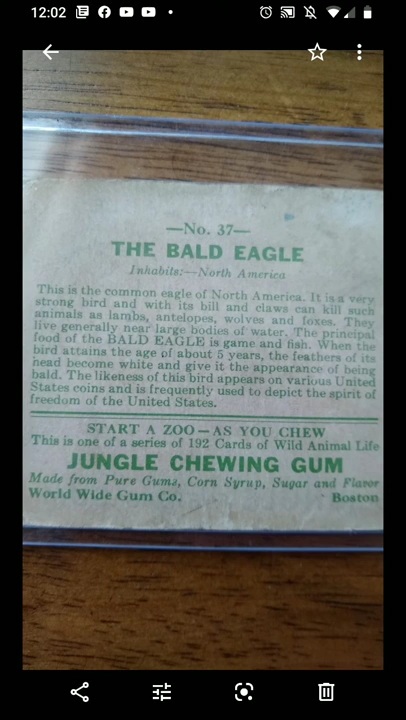 12:02
—No. 37—
THE BALD EAGLE
Inhabits:—North America
This is the common eagle of North America. It is a very
strong bird and with its bill and claws can kill such
animals as lambs, antelopes, wolves and foxes. They
live generally near large bodies of water. The principal
food of the BALD EAGLE is game and fish. When the
bird attains the age of about 5 years, the feathers of its
head become white and give it the appearance of being
bald. The likeness of this bird appears on various United
States coins and is frequently used to depict the spirit of
freedom of the United States.
START A ZOO—AS YOU CHEW
This is one of a series of 192 Cards of Wild Animal Life
JUNGLE CHEWING GUM
Made from Pure Gums, Corn Syrup, Sugar and Flavor
World Wide Gum Co. Boston